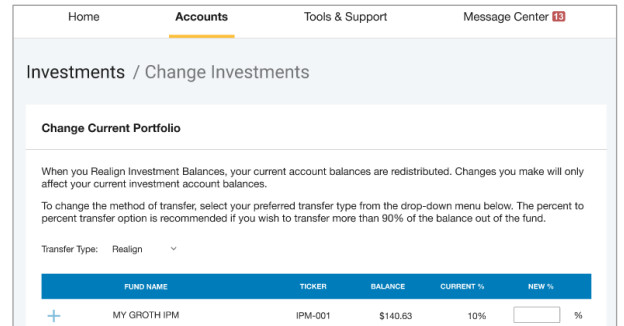 Home Accounts Tools & Support Message Center 13
Investments / Change Investments
Change Current Portfolio
When you Realign Investment Balances, your current account balances are redistributed. Changes you make will only
affect your current investment account balances.
To change the method of transfer, select your preferred transfer type from the drop-down menu below. The percent to
percent transfer option is recommended if you wish to transfer more than 90% of the balance out of the fund.
Transfer Type: Realign
FUND NAME TICKER BALANCE CURRENT % NEW %
MY GROTH IPM IPM-001 $140.63 10% %